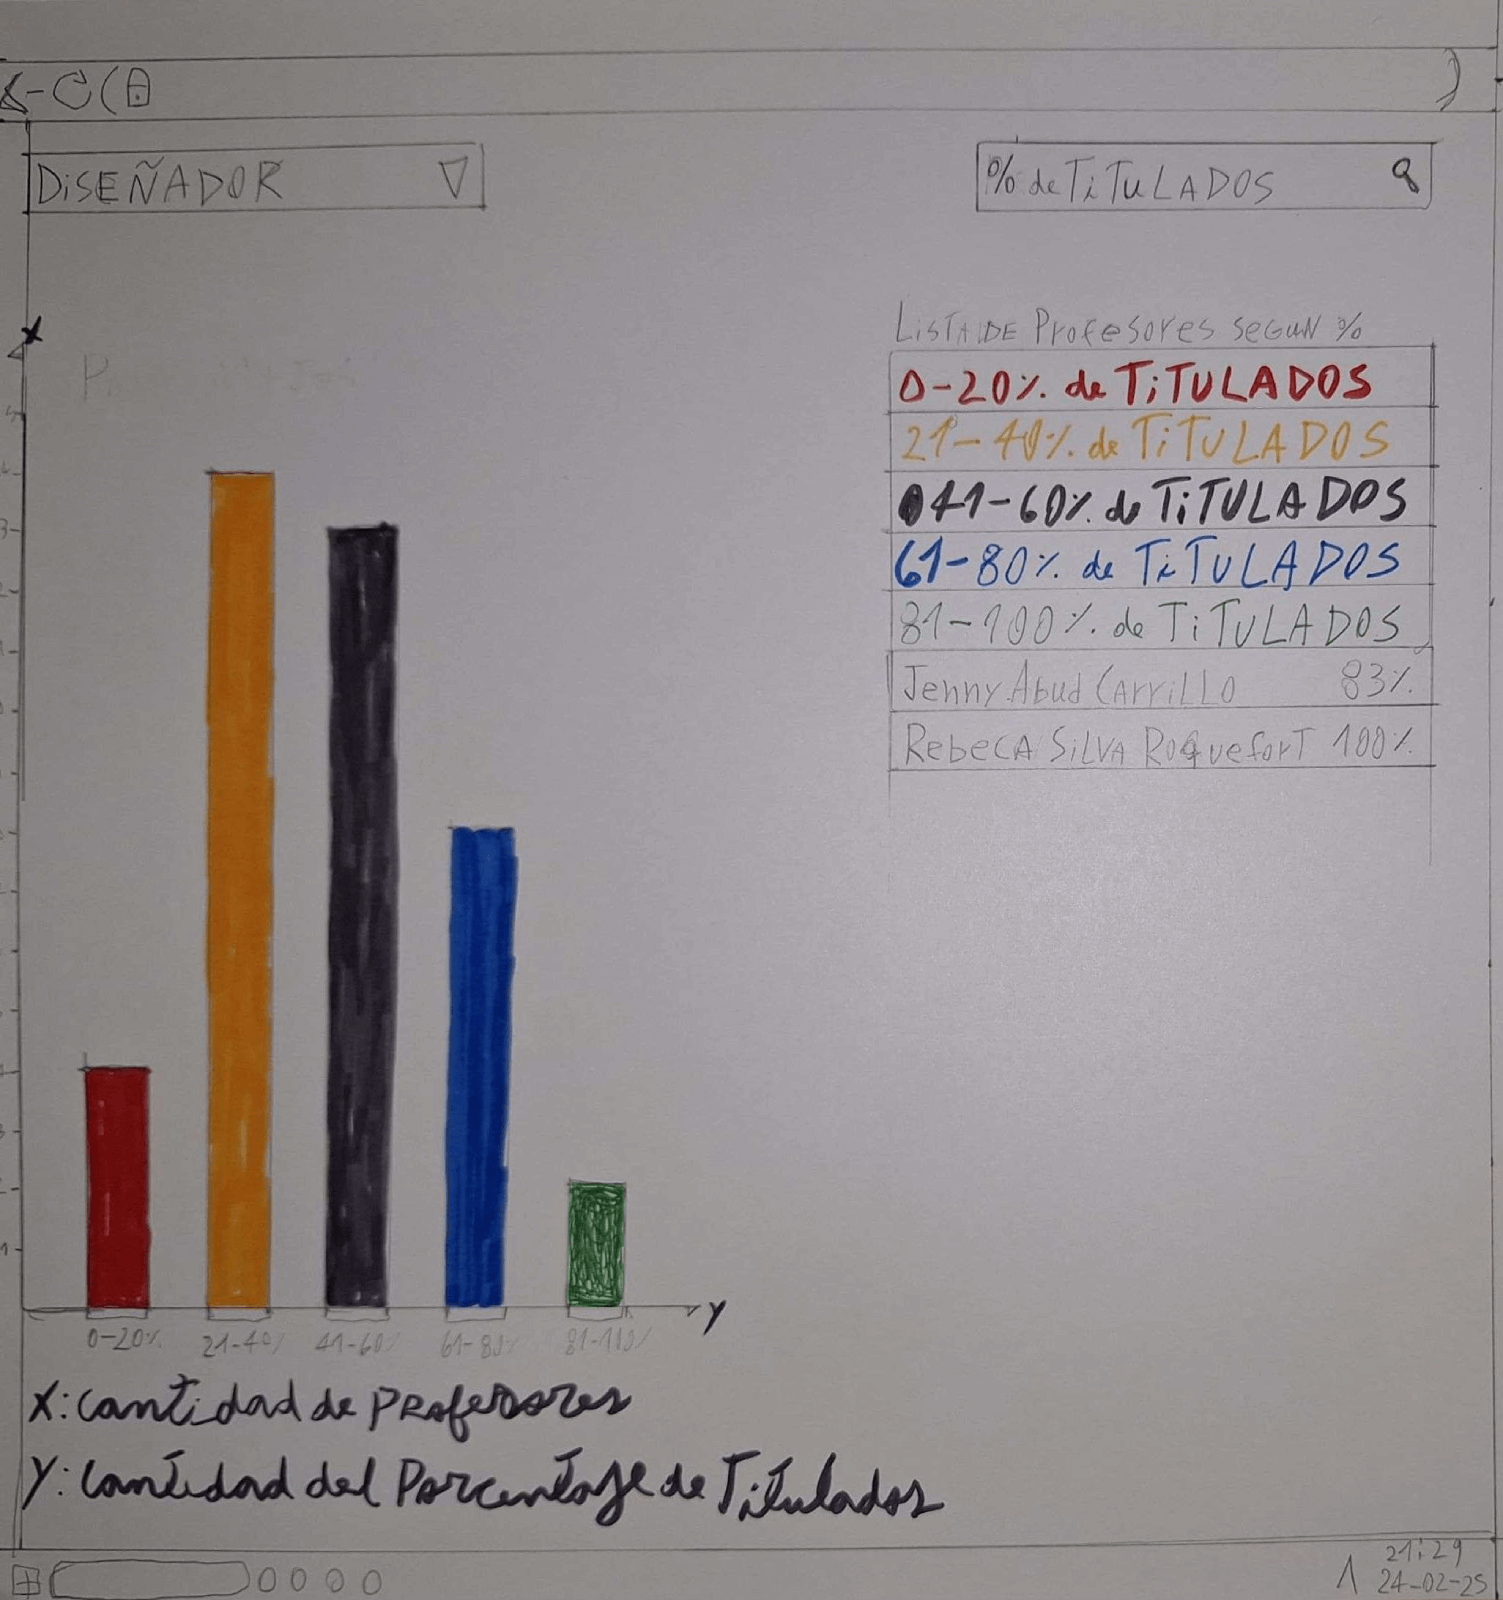 DiSEÑADOR
% de TiTULADOS
LiSTA DE Profesores SEGUN %
X
0-20% de TiTULADOS
21-40% de TiTULADOS
41-60% de TiTULADOS
61-80% de TiTULADOS
81-100% de TiTULADOS
Jenny Abud CArriLLO 83%
RebecA SiLVA RoqueforT 100%
1
Y
0-20% 21-40% 41-60% 61-80% 81-100%
X: cantidad de Profesores
Y: cantidad del Porcentaje de Titulados
21:29
24-02-25